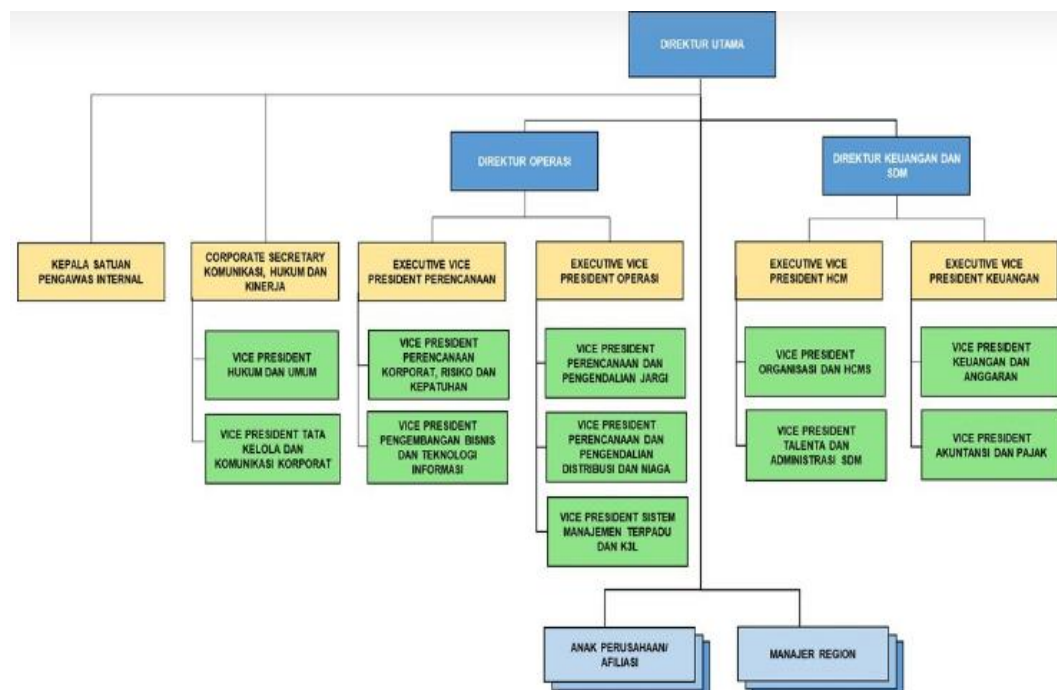 DIREKTUR UTAMA
DIREKTUR OPERASI
DIREKTUR KEUANGAN DAN
SDM
KEPALA SATUAN
PENGAWAS INTERNAL
CORPORATE SECRETARY
KOMUNIKASI, HUKUM DAN
KINERJA
EXECUTIVE VICE
PRESIDENT PERENCANAAN
EXECUTIVE VICE
PRESIDENT OPERASI
EXECUTIVE VICE
PRESIDENT HCM
EXECUTIVE VICE
PRESIDENT KEUANGAN
VICE PRESIDENT
HUKUM DAN UMUM
VICE PRESIDENT
PERENCANAAN
KORPORAT, RISIKO DAN
KEPATUHAN
VICE PRESIDENT
PERENCANAAN DAN
PENGENDALIAN JARGI
VICE PRESIDENT
ORGANISASI DAN HCMS
VICE PRESIDENT
KEUANGAN DAN
ANGGARAN
VICE PRESIDENT TATA
KELOLA DAN
KOMUNIKASI KORPORAT
VICE PRESIDENT
PENGEMBANGAN BISNIS
DAN TEKNOLOGI
INFORMASI
VICE PRESIDENT
PERENCANAAN DAN
PENGENDALIAN
DISTRIBUSI DAN NIAGA
VICE PRESIDENT
TALENTA DAN
ADMINISTRASI SDM
VICE PRESIDENT
AKUNTANSI DAN PAJAK
VICE PRESIDENT SISTEM
MANAJEMEN TERPADU
DAN K3L
ANAK PERUSAHAAN/
AFILIASI
MANAJER REGION